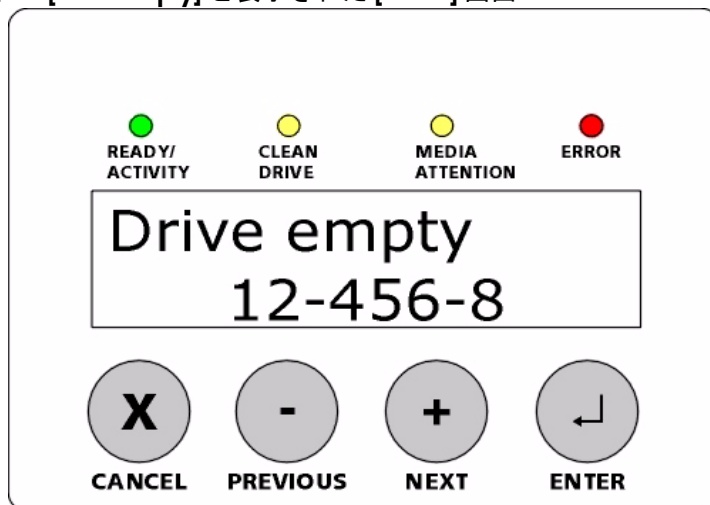 READY/
ACTIVITY
CLEAN
DRIVE
MEDIA
ATTENTION
ERROR
Drive empty
12-456-8
X
-
+
CANCEL
PREVIOUS
NEXT
ENTER